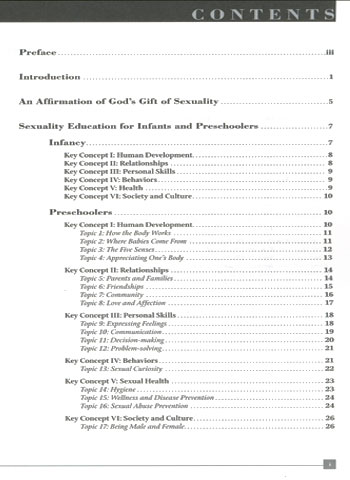 CONTENTS
Preface iii
Introduction 1
An Affirmation of God's Gift of Sexuality 5
Sexuality Education for Infants and Preschoolers 7
Infancy 7
Key Concept I: Human Development 8
Key Concept II: Relationships 8
Key Concept III: Personal Skills 9
Key Concept IV: Behaviors 9
Key Concept V: Health 9
Key Concept VI: Society and Culture 10
Preschoolers 10
Key Concept I: Human Development 10
Topic 1: How the Body Works 11
Topic 2: Where Babies Come From 11
Topic 3: The Five Senses 12
Topic 4: Appreciating One's Body 13
Key Concept II: Relationships 14
Topic 5: Parents and Families 14
Topic 6: Friendships 15
Topic 7: Community 16
Topic 8: Love and Affection 17
Key Concept III: Personal Skills 18
Topic 9: Expressing Feelings 18
Topic 10: Communication 19
Topic 11: Decision-making 20
Topic 12: Problem-solving 21
Key Concept IV: Behaviors 21
Topic 13: Sexual Curiosity 22
Key Concept V: Sexual Health 23
Topic 14: Hygiene 23
Topic 15: Wellness and Disease Prevention 24
Topic 16: Sexual Abuse Prevention 24
Key Concept VI: Society and Culture 26
Topic 17: Being Male and Female 26
i